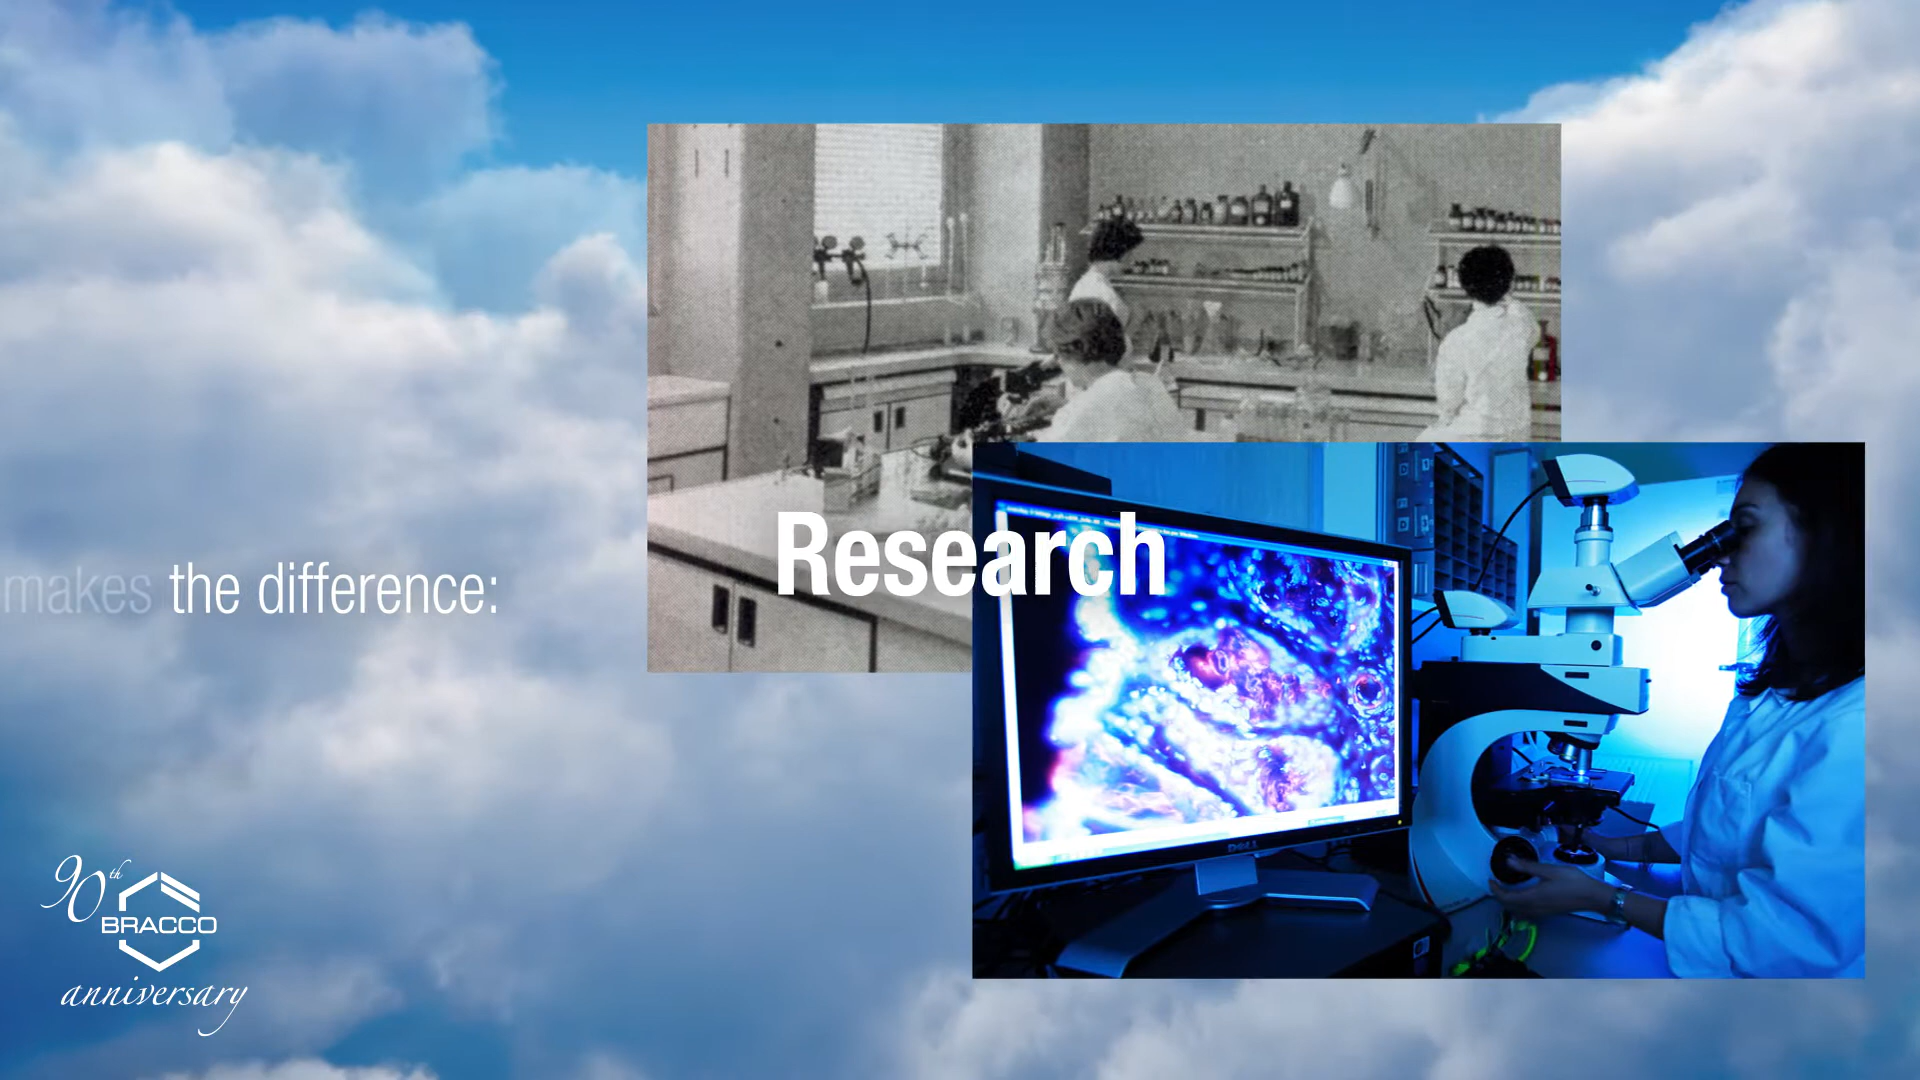 Research
makes the difference:
90th
BRACCO
anniversary
DELL